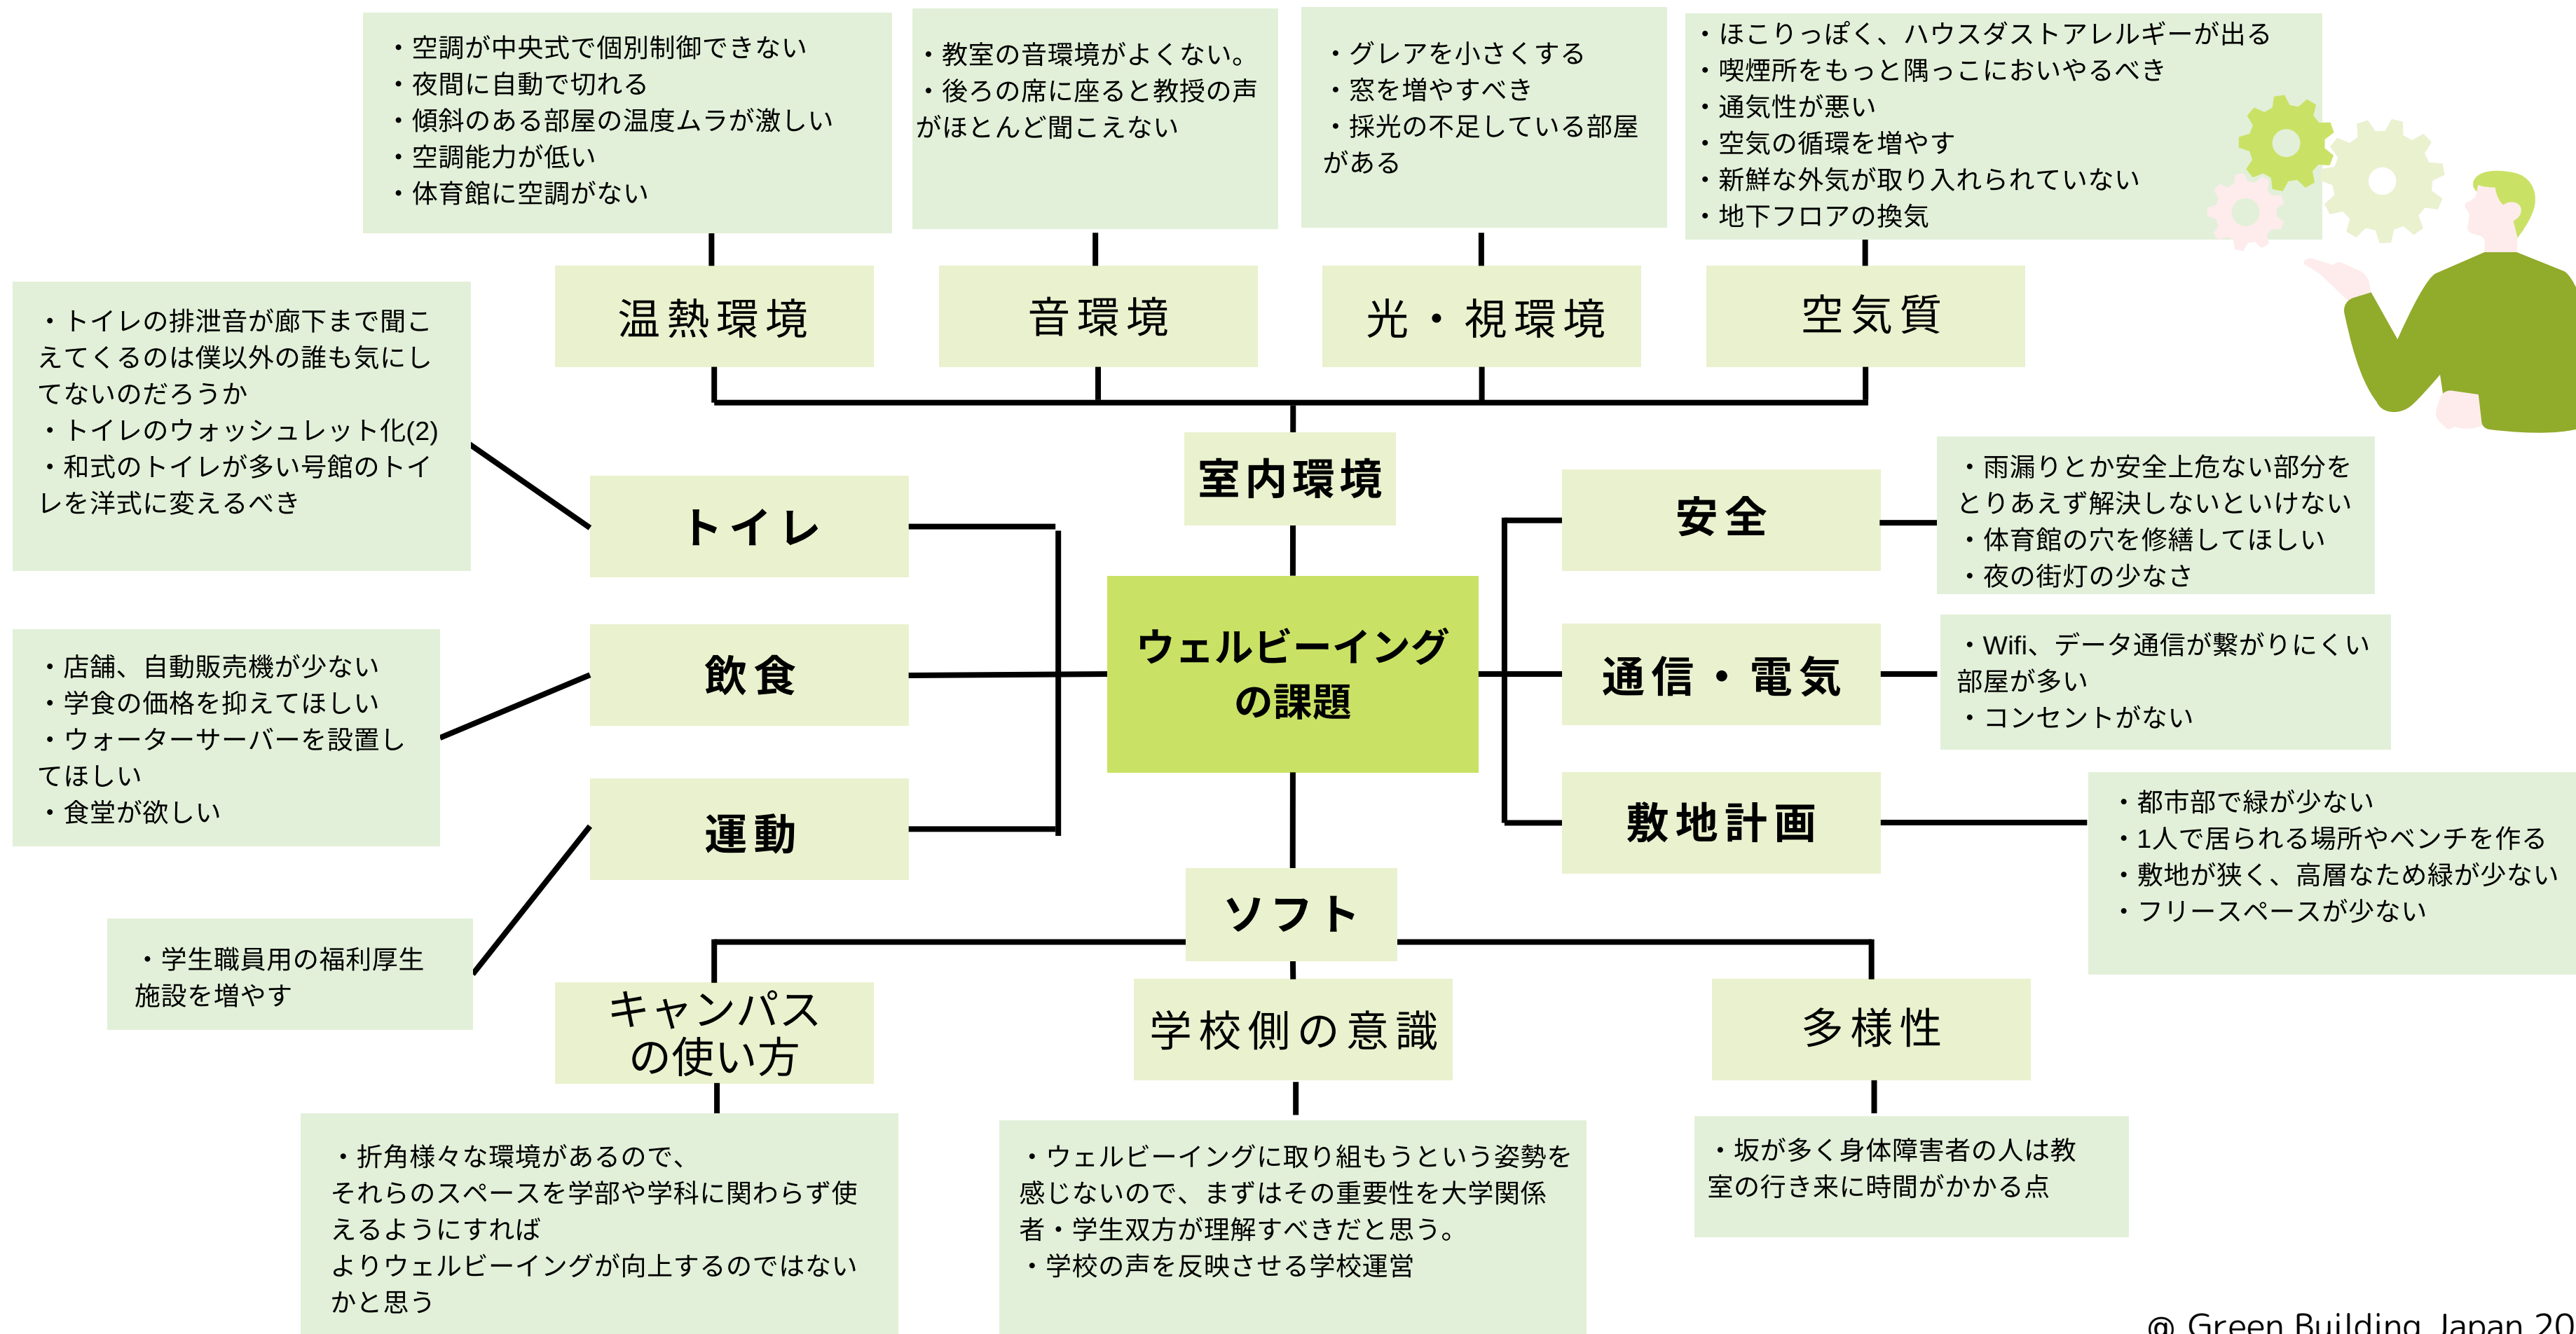 ・空調が中央式で個別制御できない
・夜間に自動で切れる
・傾斜のある部屋の温度ムラが激しい
・空調能力が低い
・体育館に空調がない
・教室の音環境がよくない。
・後ろの席に座ると教授の声
がほとんど聞こえない
・グレアを小さくする
・窓を増やすべき
・採光の不足している部屋
がある
・ほこりっぽく、ハウスダストアレルギーが出る
・喫煙所をもっと隅っこにおいやるべき
・通気性が悪い
・空気の循環を増やす
・新鮮な外気が取り入れられていない
・地下フロアの換気
温熱環境
音環境
光・視環境
空気質
・トイレの排泄音が廊下まで聞こ
えてくるのは僕以外の誰も気にし
てないのだろうか
・トイレのウォッシュレット化(2)
・和式のトイレが多い号館のトイ
レを洋式に変えるべき
室内環境
トイレ
安全
・雨漏りとか安全上危ない部分を
とりあえず解決しないといけない
・体育館の穴を修繕してほしい
・夜の街灯の少なさ
・店舗、自動販売機が少ない
・学食の価格を抑えてほしい
・ウォーターサーバーを設置し
てほしい
・食堂が欲しい
飲食
ウェルビーイング
の課題
通信・電気
・Wifi、データ通信が繋がりにくい
部屋が多い
・コンセントがない
運動
敷地計画
・都市部で緑が少ない
・1人で居られる場所やベンチを作る
・敷地が狭く、高層なため緑が少ない
・フリースペースが少ない
・学生職員用の福利厚生
施設を増やす
ソフト
キャンパス
の使い方
学校側の意識
多様性
・折角様々な環境があるので、
それらのスペースを学部や学科に関わらず使
えるようにすれば
よりウェルビーイングが向上するのではない
かと思う
・ウェルビーイングに取り組もうという姿勢を
感じないので、まずはその重要性を大学関係
者・学生双方が理解すべきだと思う。
・学校の声を反映させる学校運営
・坂が多く身体障害者の人は教
室の行き来に時間がかかる点
@ Green Building Japan 20